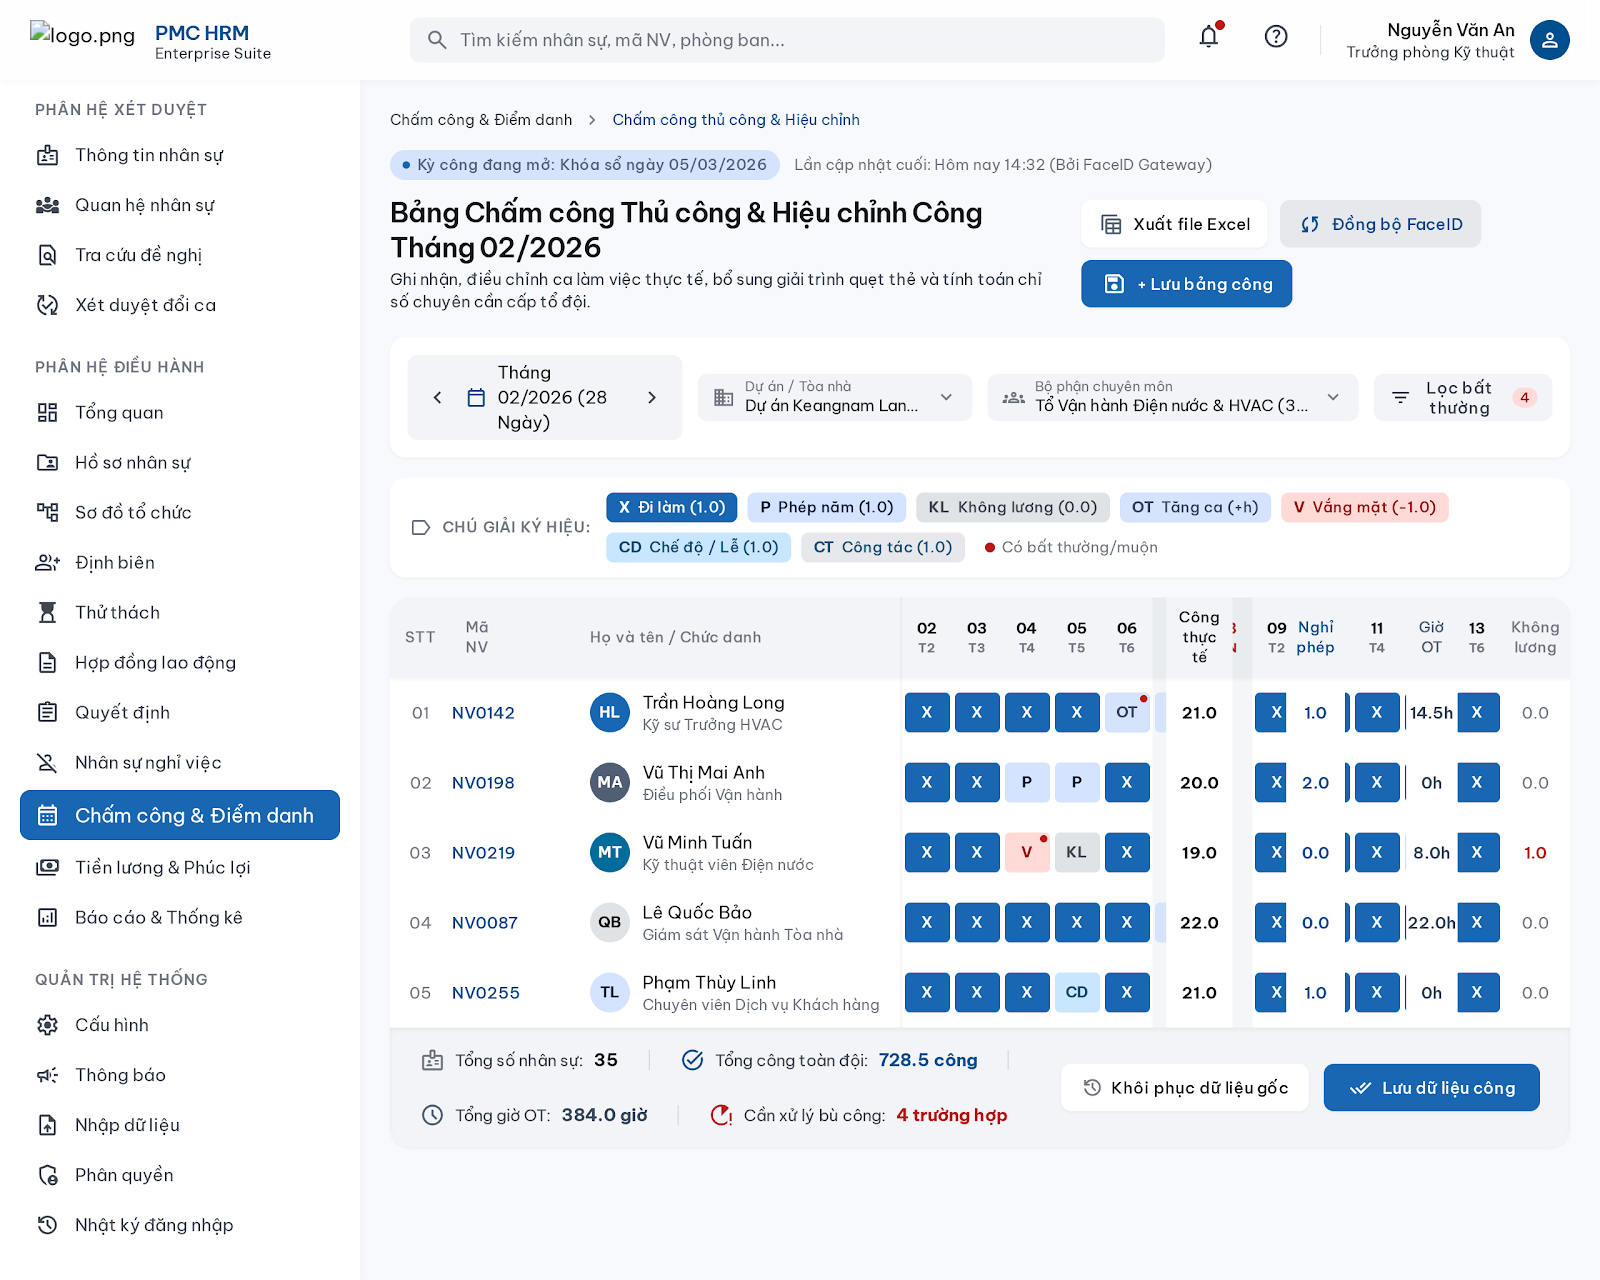 logo.png
PMC HRM
Enterprise Suite
Tìm kiếm nhân sự, mã NV, phòng ban...
Nguyễn Văn An
Trưởng phòng Kỹ thuật
PHÂN HỆ XÉT DUYỆT
Thông tin nhân sự
Quan hệ nhân sự
Tra cứu đề nghị
Xét duyệt đổi ca
PHÂN HỆ ĐIỀU HÀNH
Tổng quan
Hồ sơ nhân sự
Sơ đồ tổ chức
Định biên
Thử thách
Hợp đồng lao động
Quyết định
Nhân sự nghỉ việc
Chấm công & Điểm danh
Tiền lương & Phúc lợi
Báo cáo & Thống kê
QUẢN TRỊ HỆ THỐNG
Cấu hình
Thông báo
Nhập dữ liệu
Phân quyền
Nhật ký đăng nhập
Chấm công & Điểm danh > Chấm công thủ công & Hiệu chỉnh
Kỳ công đang mở: Khóa sổ ngày 05/03/2026
Lần cập nhật cuối: Hôm nay 14:32 (Bởi FaceID Gateway)
Bảng Chấm công Thủ công & Hiệu chỉnh Công
Tháng 02/2026
Ghi nhận, điều chỉnh ca làm việc thực tế, bổ sung giải trình quẹt thẻ và tính toán chỉ
số chuyên cần cấp tổ đội.
Xuất file Excel
Đồng bộ FaceID
+ Lưu bảng công
Tháng
02/2026 (28
Ngày)
Dự án / Tòa nhà
Dự án Keangnam Lan...
Bộ phận chuyên môn
Tổ Vận hành Điện nước & HVAC (3...
Lọc bất
thường
4
CHÚ GIẢI KÝ HIỆU:
X Đi làm (1.0)
P Phép năm (1.0)
KL Không lương (0.0)
OT Tăng ca (+h)
V Vắng mặt (-1.0)
CD Chế độ / Lễ (1.0)
CT Công tác (1.0)
Có bất thường/muộn
STT
Mã
NV
Họ và tên / Chức danh
02
T2
03
T3
04
T4
05
T5
06
T6
Công
thực
tế
09
T2
Nghỉ
phép
11
T4
Giờ
OT
13
T6
Không
lương
01 NV0142 HL Trần Hoàng Long X X X X OT 21.0 X 1.0 X 14.5h X 0.0
Kỹ sư Trưởng HVAC
02 NV0198 MA Vũ Thị Mai Anh X X P P X 20.0 X 2.0 X 0h X 0.0
Điều phối Vận hành
03 NV0219 MT Vũ Minh Tuấn X X V KL X 19.0 X 0.0 X 8.0h X 1.0
Kỹ thuật viên Điện nước
04 NV0087 QB Lê Quốc Bảo X X X X X 22.0 X 0.0 X 22.0h X 0.0
Giám sát Vận hành Tòa nhà
05 NV0255 TL Phạm Thùy Linh X X X CD X 21.0 X 1.0 X 0h X 0.0
Chuyên viên Dịch vụ Khách hàng
Tổng số nhân sự: 35
Tổng công toàn đội: 728.5 công
Tổng giờ OT: 384.0 giờ
Cần xử lý bù công: 4 trường hợp
Khôi phục dữ liệu gốc
Lưu dữ liệu công